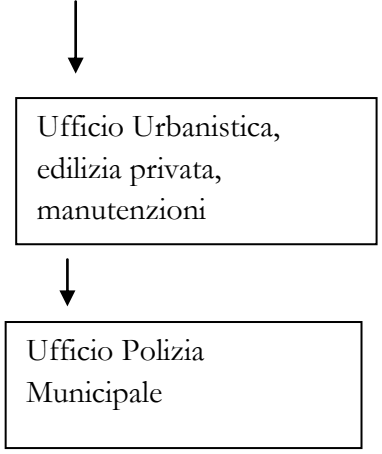 Ufficio Urbanistica,
edilizia privata,
manutenzioni
Ufficio Polizia
Municipale